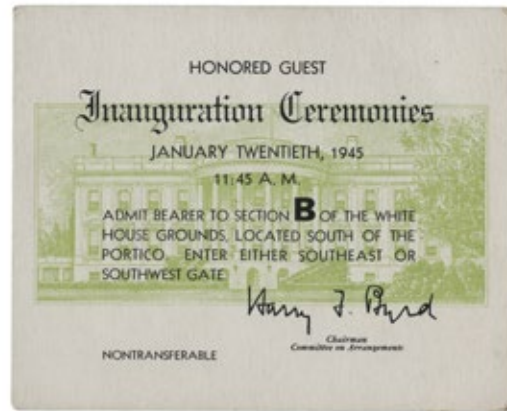 HONORED GUEST
Inauguration Ceremonies
JANUARY TWENTIETH, 1945
11:45 A. M.
ADMIT BEARER TO SECTION B OF THE WHITE
HOUSE GROUNDS, LOCATED SOUTH OF THE
PORTICO. ENTER EITHER SOUTHEAST OR
SOUTHWEST GATE
Harry F. Byrd
Chairman
Committee on Arrangements
NONTRANSFERABLE